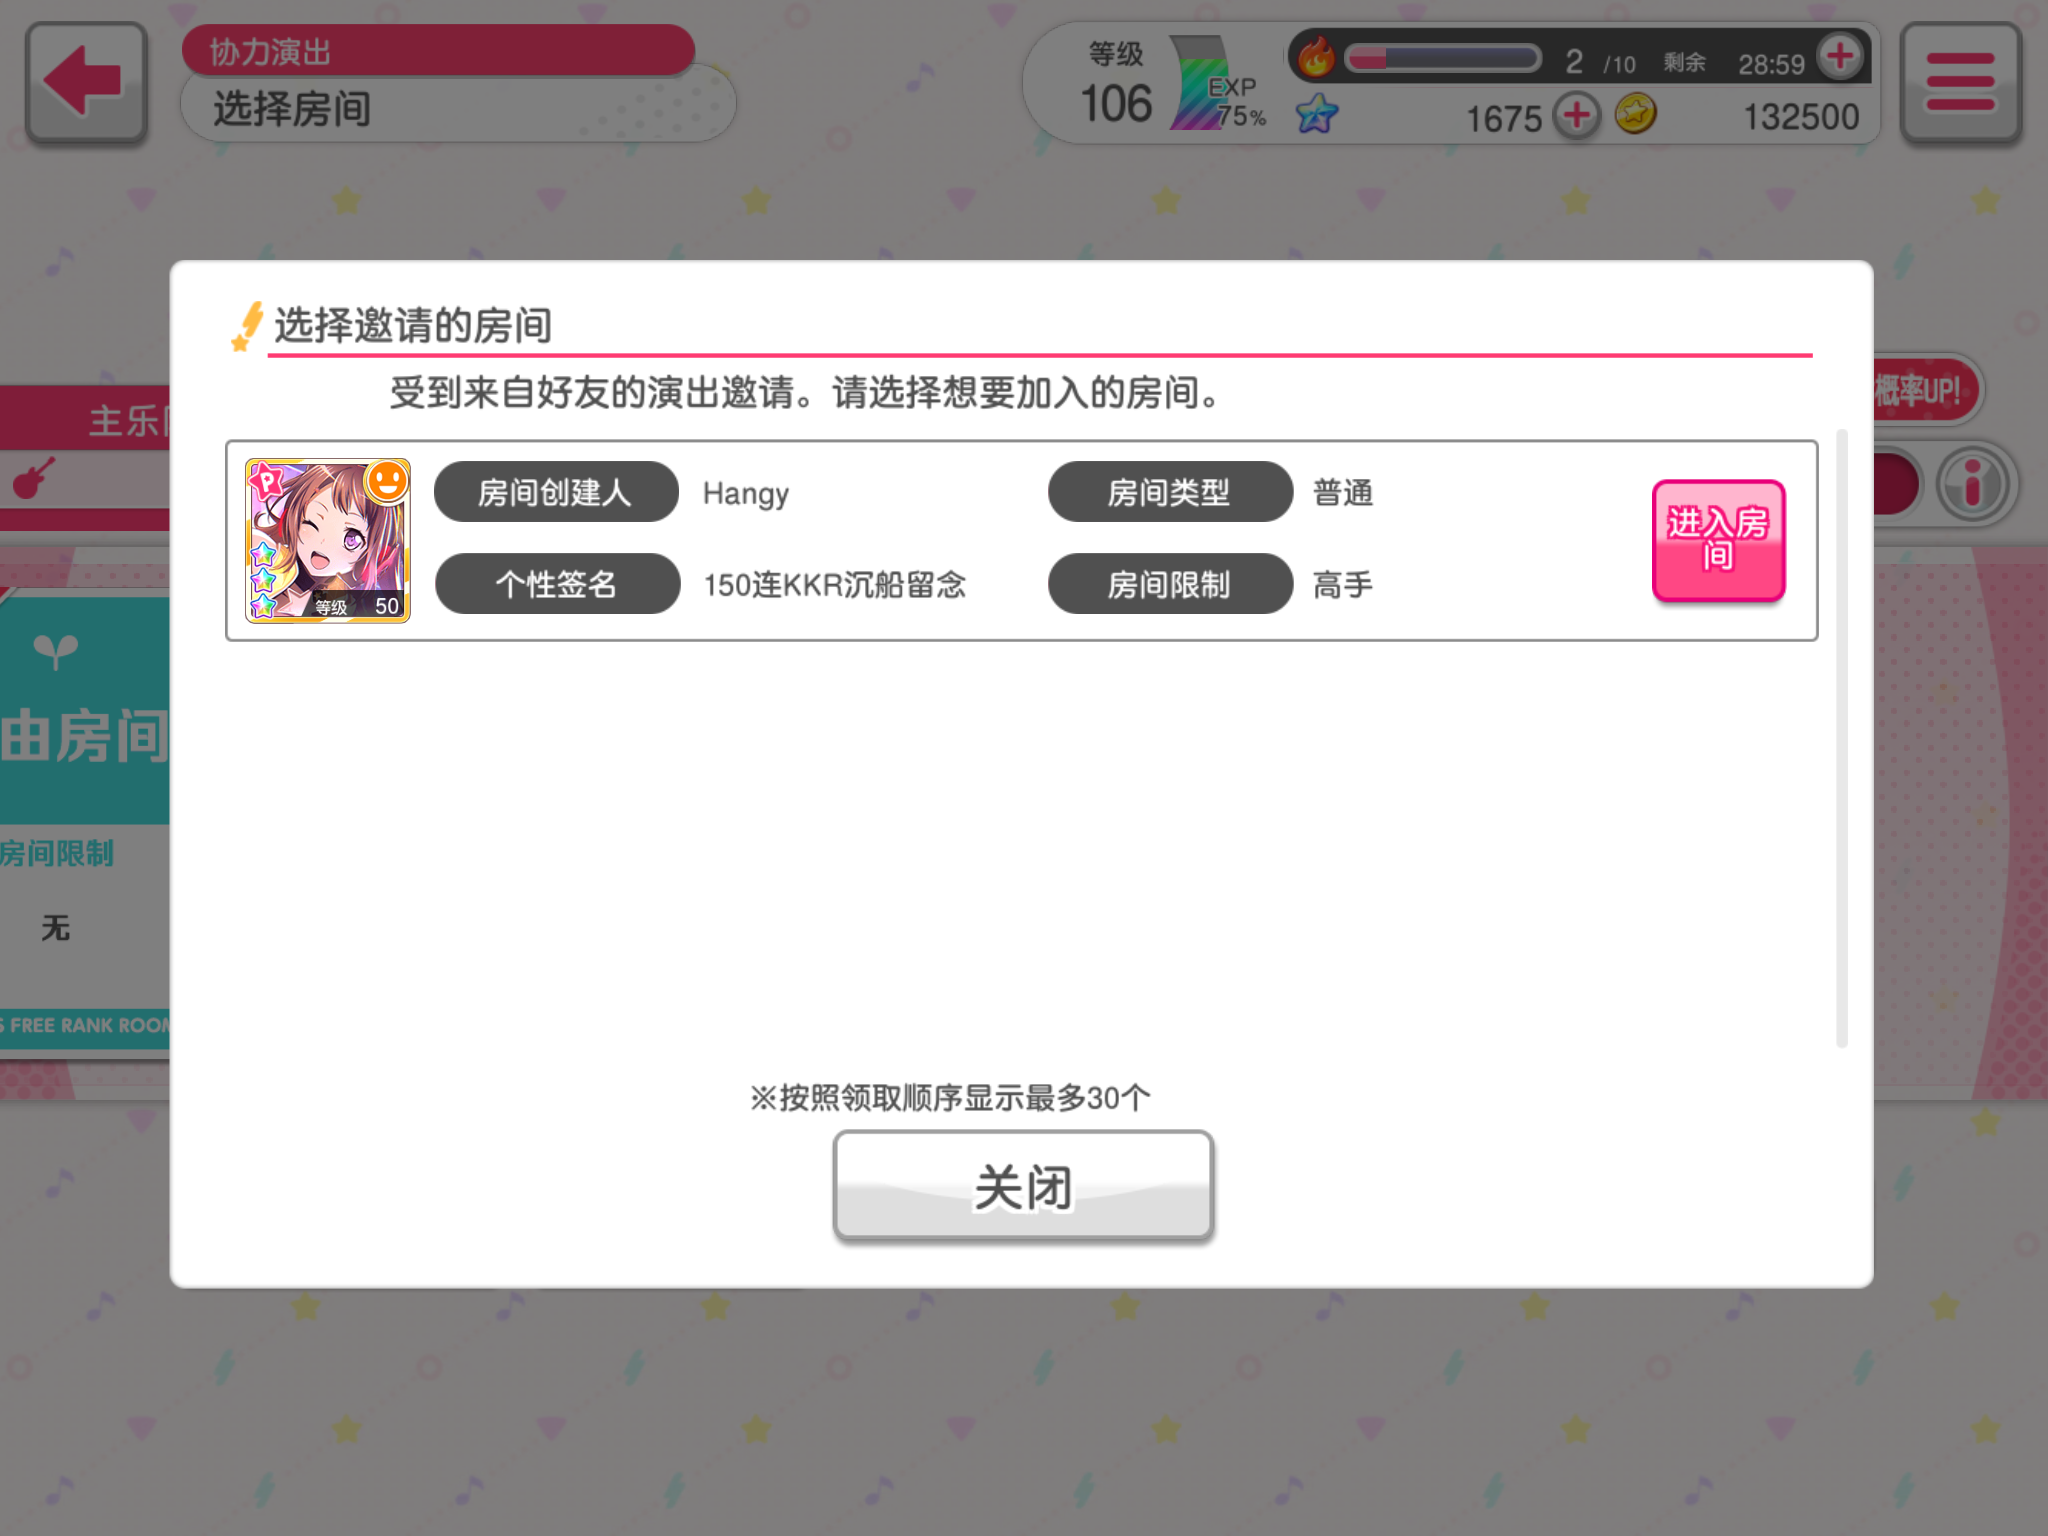 协力演出
选择房间
等级
106
EXP
75%
2 /10 剩余 28:59
1675
132500
选择邀请的房间
受到来自好友的演出邀请。请选择想要加入的房间。
主乐
概率UP!
P
等级 50
房间创建人 Hangy
房间类型 普通
个性签名 150连KKR沉船留念
房间限制 高手
进入房
间
由房间
房间限制
无
S FREE RANK ROOM
※按照领取顺序显示最多30个
关闭